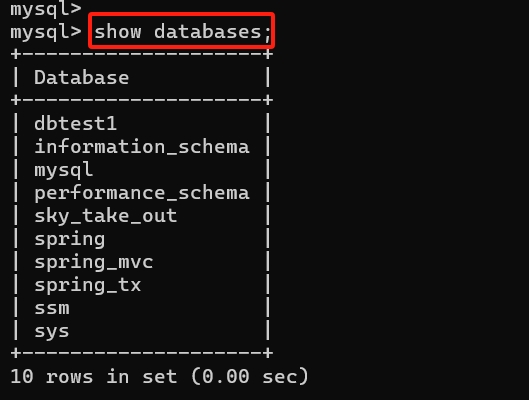 mysql>
mysql> show databases;
+--------------------+
| Database           |
+--------------------+
| dbtest1            |
| information_schema |
| mysql              |
| performance_schema |
| sky_take_out       |
| spring             |
| spring_mvc         |
| spring_tx          |
| ssm                |
| sys                |
+--------------------+
10 rows in set (0.00 sec)